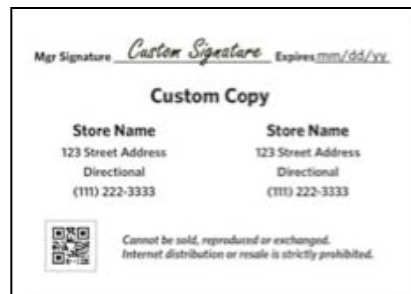 Mgr Signature Custom Signature Expires mm/dd/yy
Custom Copy
Store Name Store Name
123 Street Address 123 Street Address
Directional Directional
(111) 222-3333 (111) 222-3333
Cannot be sold, reproduced or exchanged.
Internet distribution or resale is strictly prohibited.